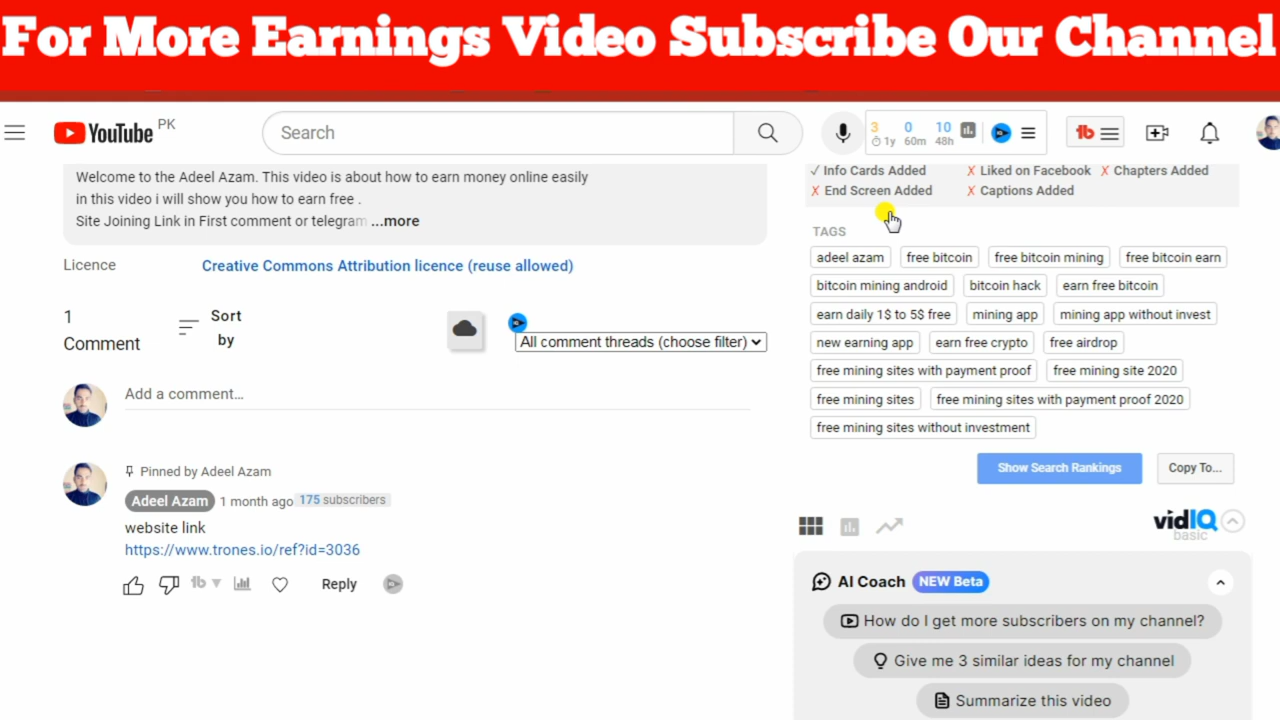 For More Earnings Video Subscribe Our Channel
YouTube PK
Search
3 0 10
1y 60m 48h
tb
Welcome to the Adeel Azam. This video is about how to earn money online easily
in this video i will show you how to earn free .
Site Joining Link in First comment or telegram ...more
Licence
Creative Commons Attribution licence (reuse allowed)
1
Comment
Sort
by
All comment threads (choose filter)
Add a comment...
Pinned by Adeel Azam
Adeel Azam 1 month ago 175 subscribers
website link
https://www.trones.io/ref?id=3036
tb
Reply
✓ Info Cards Added ✗ Liked on Facebook ✗ Chapters Added
✗ End Screen Added ✗ Captions Added
TAGS
adeel azam free bitcoin free bitcoin mining free bitcoin earn
bitcoin mining android bitcoin hack earn free bitcoin
earn daily 1$ to 5$ free mining app mining app without invest
new earning app earn free crypto free airdrop
free mining sites with payment proof free mining site 2020
free mining sites free mining sites with payment proof 2020
free mining sites without investment
Show Search Rankings Copy To...
vidIQ
basic
AI Coach NEW Beta
How do I get more subscribers on my channel?
Give me 3 similar ideas for my channel
Summarize this video